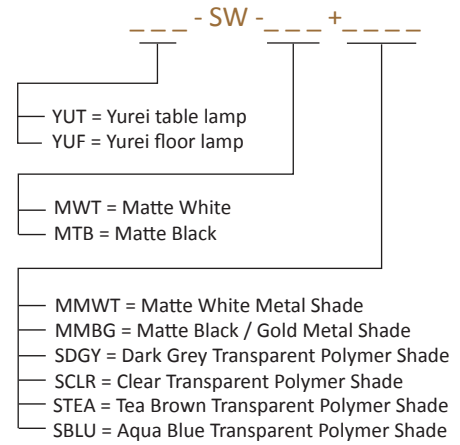 _ _ _ - SW - _ _ _ + _ _ _ _
YUT = Yurei table lamp
YUF = Yurei floor lamp
MWT = Matte White
MTB = Matte Black
MMWT = Matte White Metal Shade
MMBG = Matte Black / Gold Metal Shade
SDGY = Dark Grey Transparent Polymer Shade
SCLR = Clear Transparent Polymer Shade
STEA = Tea Brown Transparent Polymer Shade
SBLU = Aqua Blue Transparent Polymer Shade